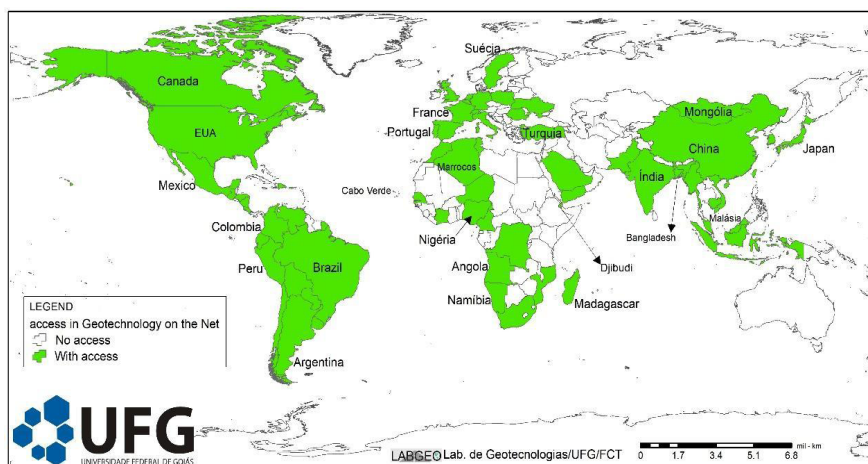 Suécia
Canada
France
EUA
Portugal
Turquia
Mongólia
China
Japan
Marrocos
Mexico
Cabo Verde
Índia
Malásia
Colombia
Nigéria
Bangladesh
Peru
Brazil
Angola
Djibudi
Namíbia
Madagascar
LEGEND
access in Geotechnology on the Net
No access
With access
Argentina
UFG
UNIVERSIDADE FEDERAL DE GOIÁS
LABGEO Lab. de Geotecnologias/UFG/FCT
mil - km
0 1.7 3.4 5.1 6.8